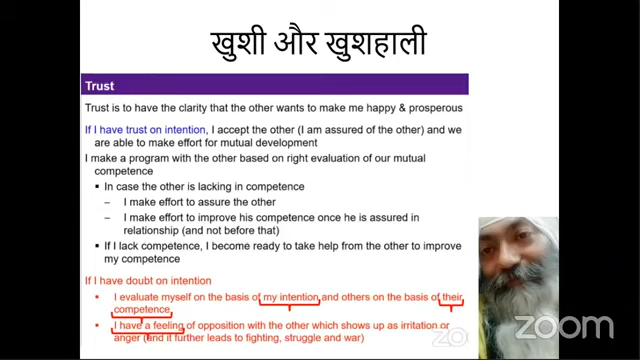 खुशी और खुशहाली
Trust
Trust is to have the clarity that the other wants to make me happy & prosperous
If I have trust on intention, I accept the other (I am assured of the other) and we
are able to make effort for mutual development
I make a program with the other based on right evaluation of our mutual
competence
▪ In case the other is lacking in competence
– I make effort to assure the other
– I make effort to improve his competence once he is assured in
relationship (and not before that)
▪ If I lack competence, I become ready to take help from the other to improve
my competence
If I have doubt on intention
• I evaluate myself on the basis of my intention and others on the basis of their
competence
• I have a feeling of opposition with the other which shows up as irritation or
anger (and it further leads to fighting, struggle and war)
zoom
zoom